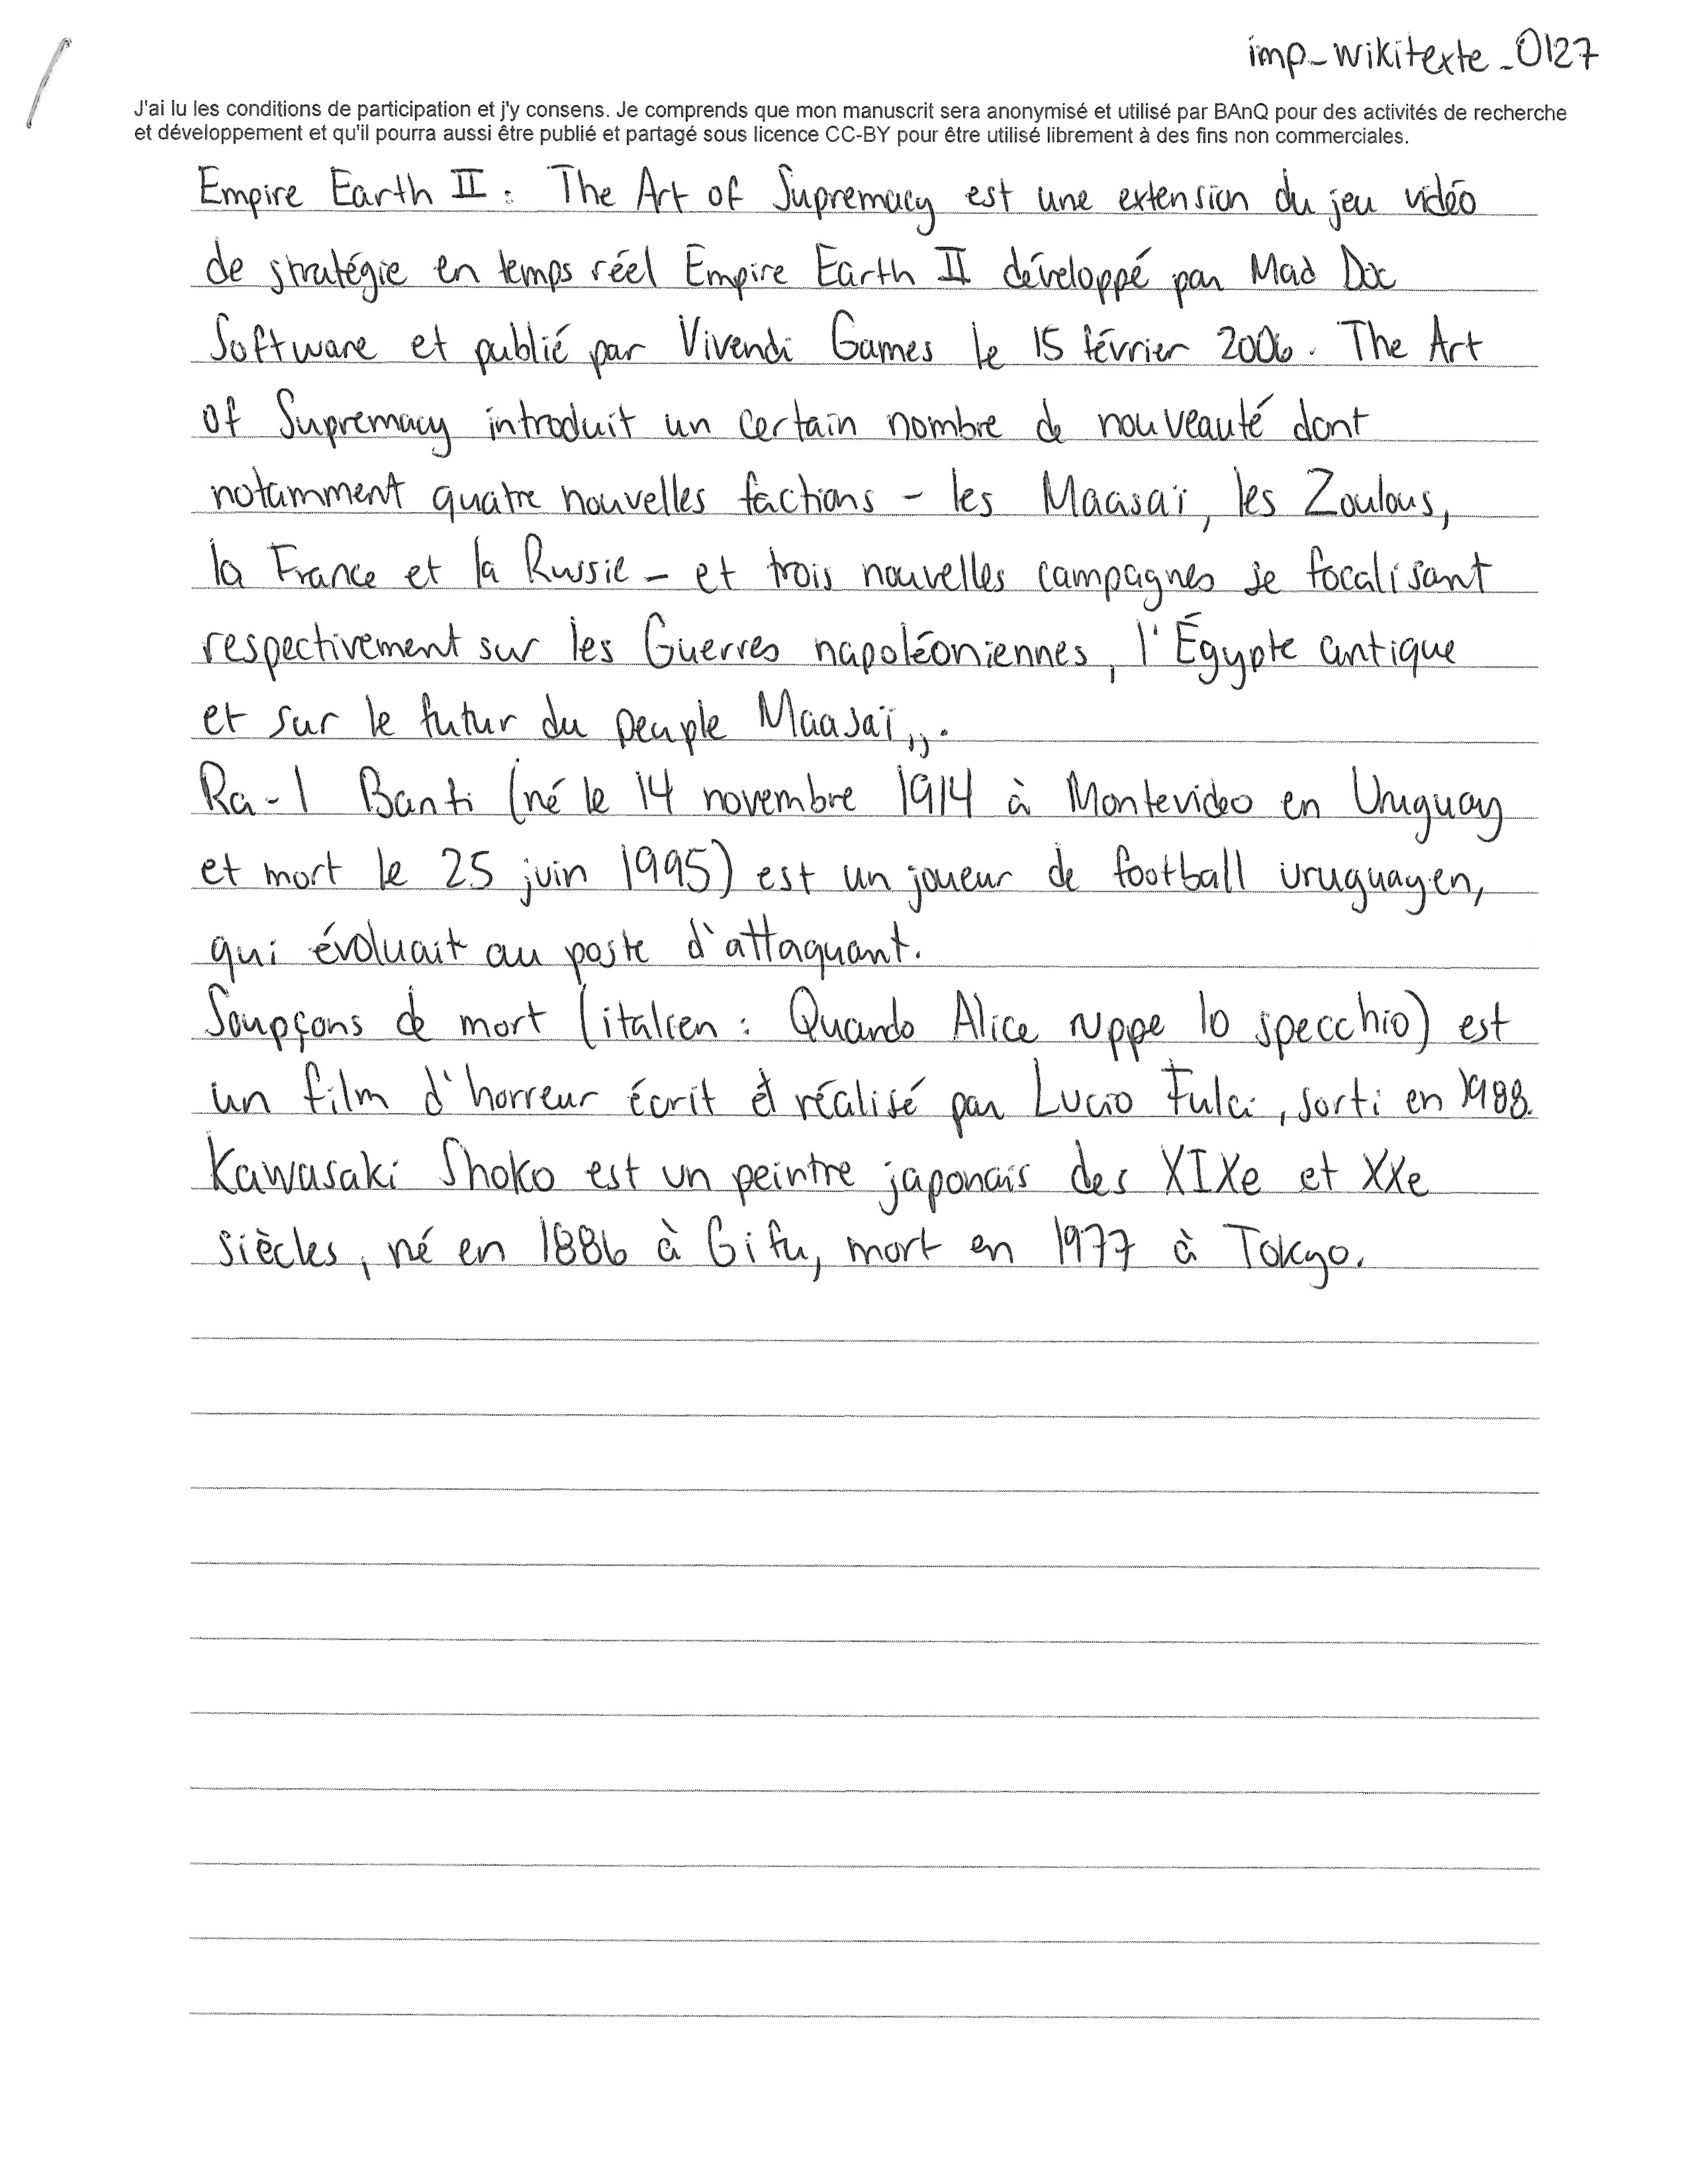 imp_wikitexte_0127
J'ai lu les conditions de participation et j'y consens. Je comprends que mon manuscrit sera anonymisé et utilisé par BAnQ pour des activités de recherche
et développement et qu'il pourra aussi être publié et partagé sous licence CC-BY pour être utilisé librement à des fins non commerciales.
Empire Earth II : The Art of Supremacy est une extension du jeu vidéo
de stratégie en temps réel Empire Earth II développé par Mad Doc
Software et publié par Vivendi Games le 15 février 2006. The Art
of Supremacy introduit un certain nombre de nouveauté dont
notamment quatre nouvelles factions - les Maasaï, les Zoulous,
la France et la Russie - et trois nouvelles campagnes se focalisant
respectivement sur les Guerres napoléoniennes, l'Égypte antique
et sur le futur du peuple Maasaï,,.
Ra-l Banti (né le 14 novembre 1914 à Montevideo en Uruguay
et mort le 25 juin 1995) est un joueur de football uruguayen,
qui évoluait au poste d'attaquant.
Soupçons de mort (italien : Quando Alice ruppe lo specchio) est
un film d'horreur écrit et réalisé par Lucio Fulci, sorti en 1988.
Kawasaki Shoko est un peintre japonais des XIXe et XXe
siècles, né en 1886 à Gifu, mort en 1977 à Tokyo.